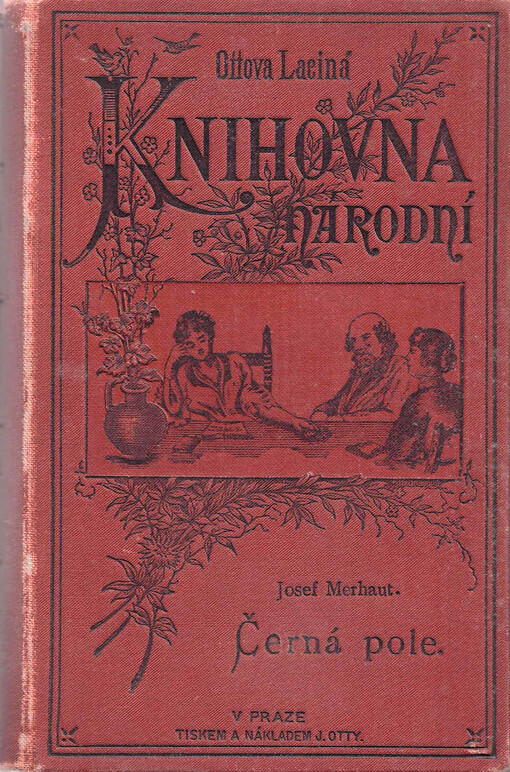 Ottova Laciná
KNIHOVNA
NÁRODNÍ
Josef Merhaut.
Černá pole.
V PRAZE
TISKEM A NÁKLADEM J. OTTY.